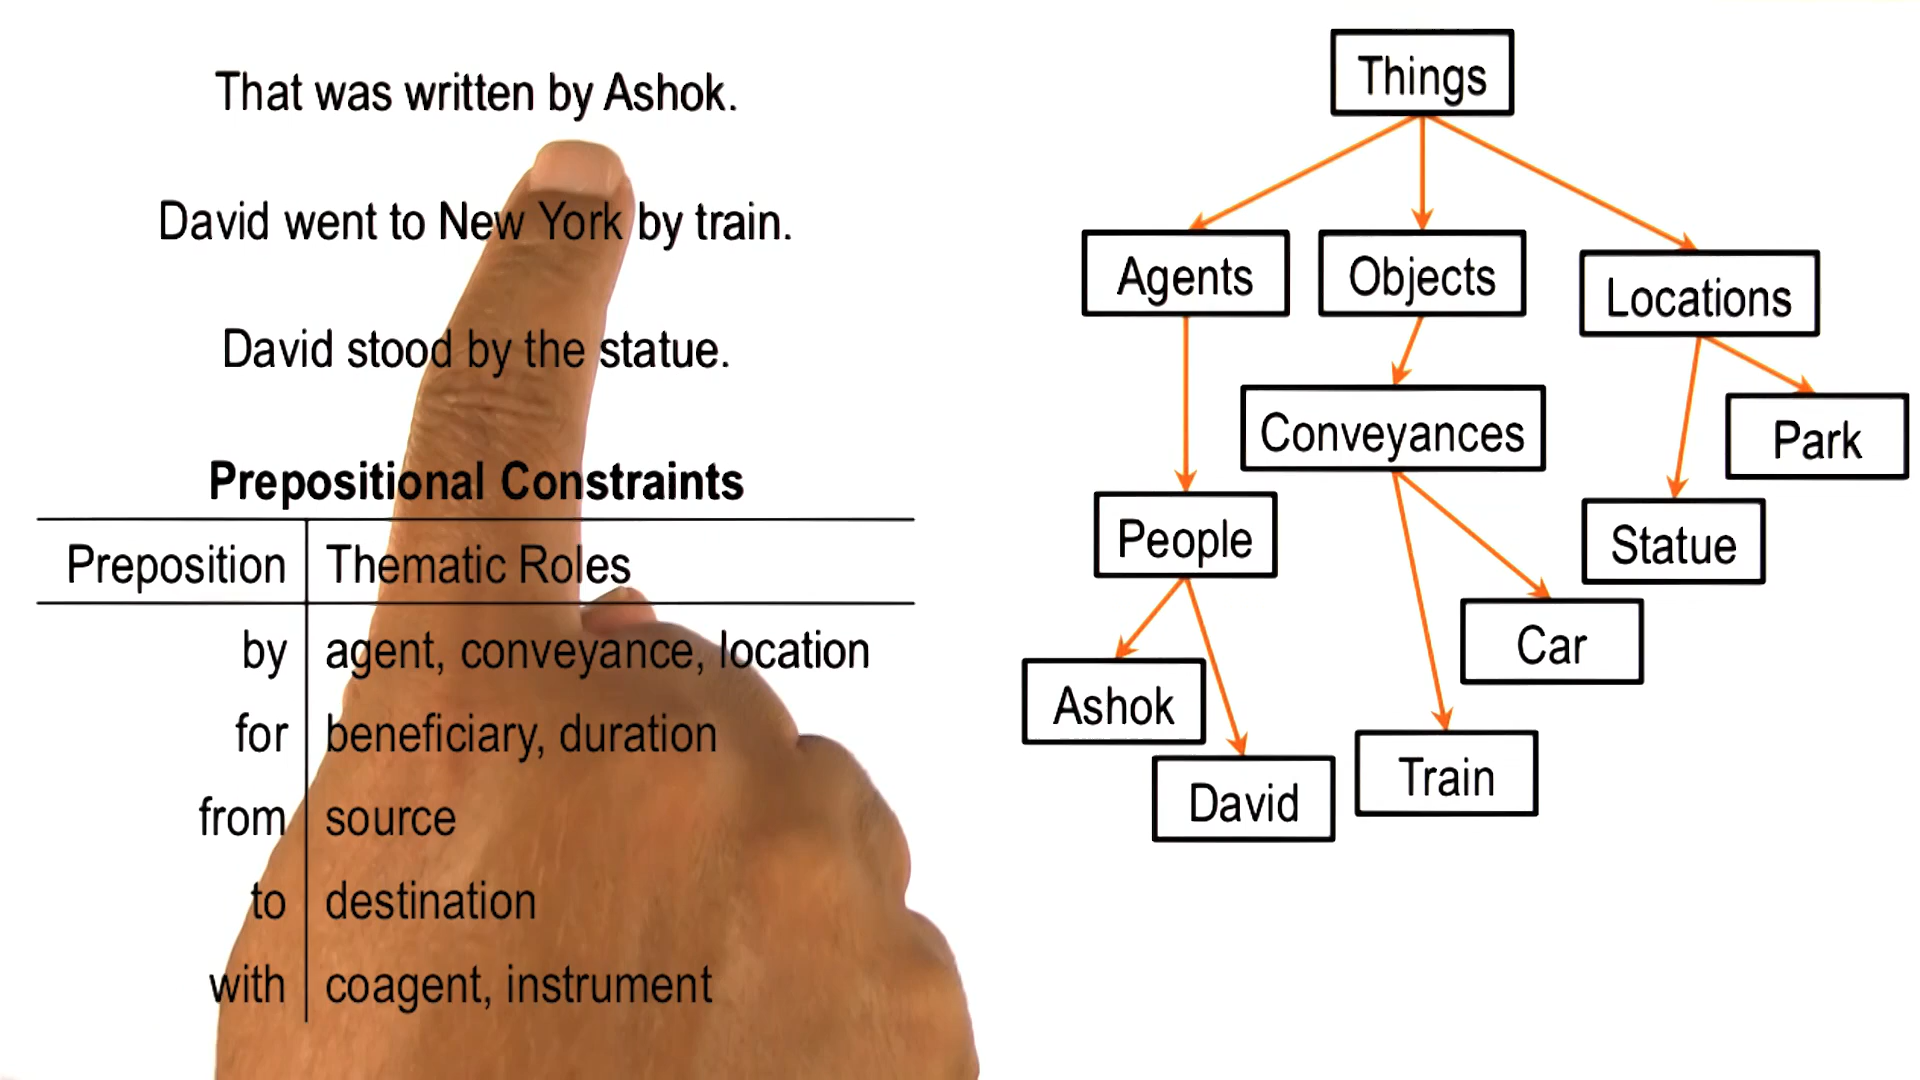 That was written by Ashok.
David went to New York by train.
David stood by the statue.
Prepositional Constraints
Preposition Thematic Roles
by agent, conveyance, location
for beneficiary, duration
from source
to destination
with coagent, instrument
Things
Agents
Objects
Locations
Conveyances
Park
People
Statue
Car
Ashok
Train
David